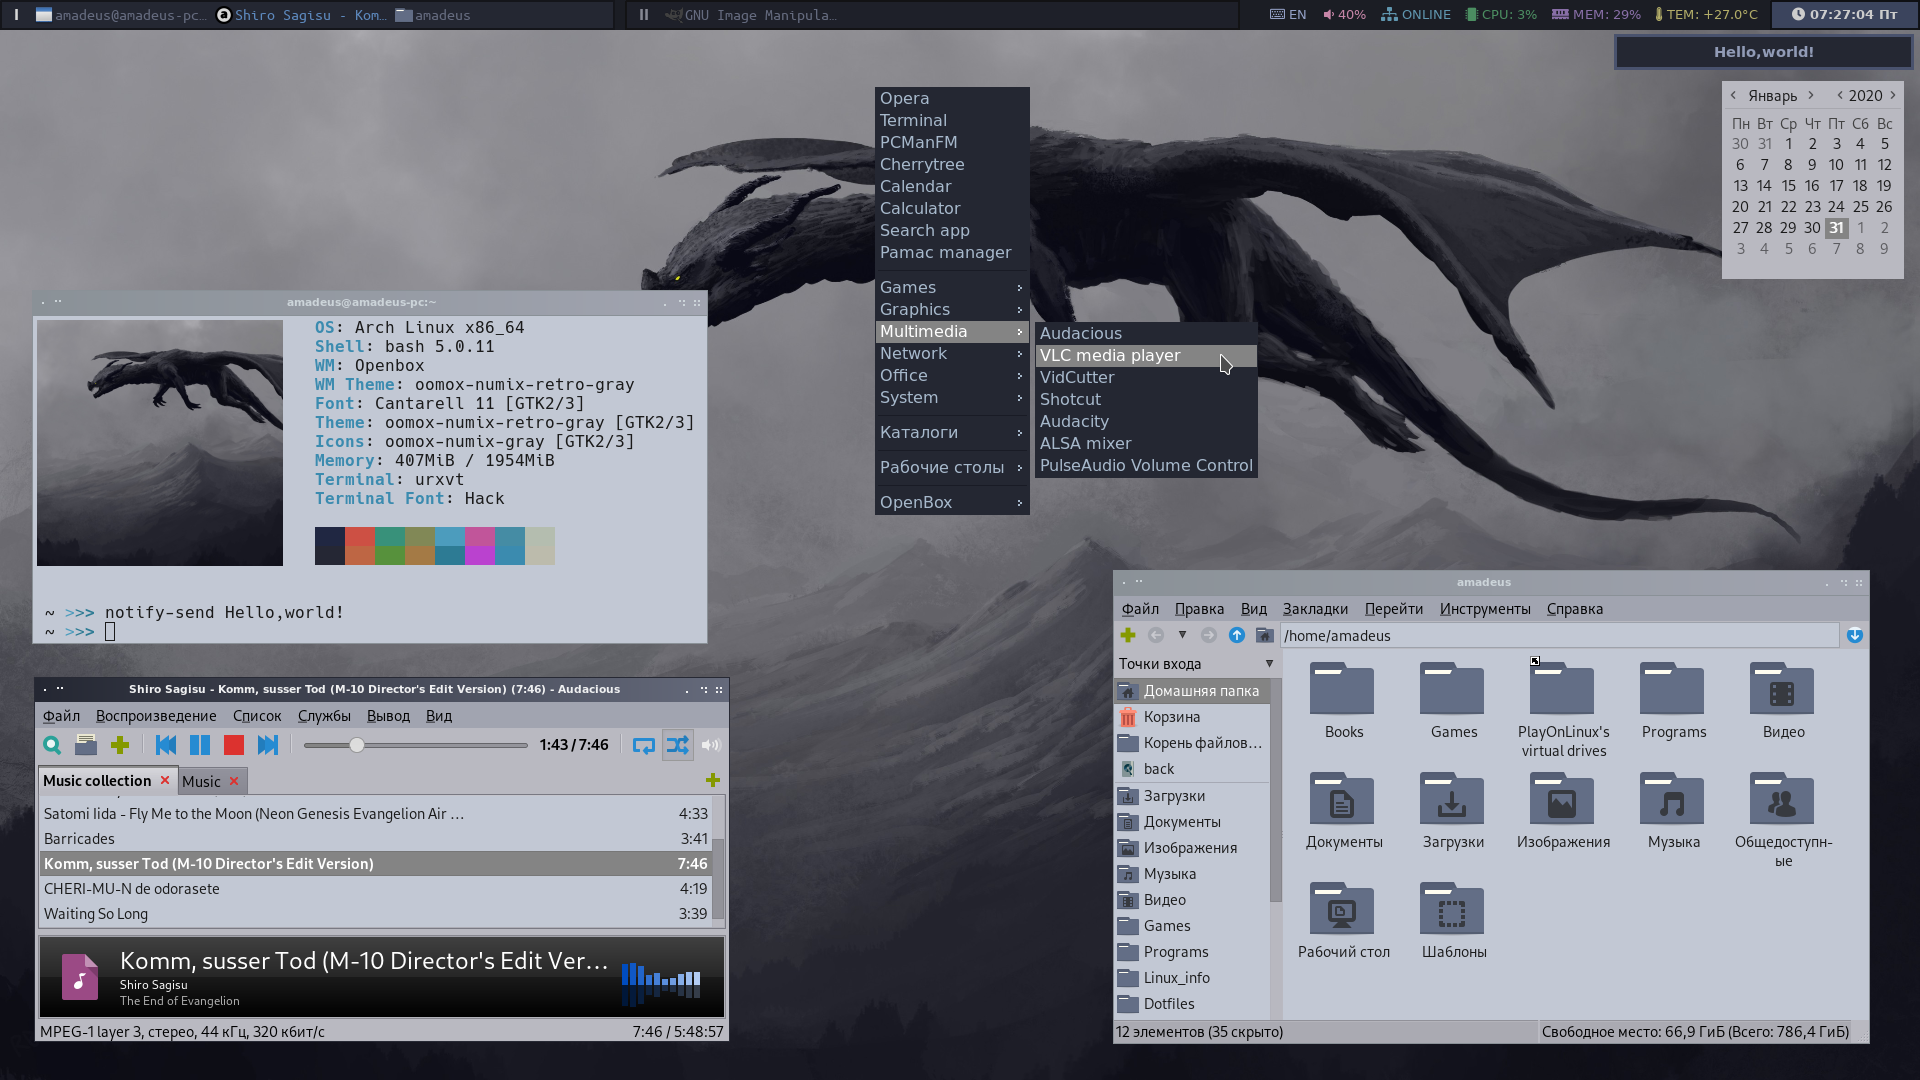 I amadeus@amadeus-pc... Shiro Sagisu - Kom... amadeus
II GNU Image Manipula...
EN 40% ONLINE CPU: 3% MEM: 29% TEM: +27.0°C 07:27:04 Пт
Hello,world!
Январь 2020
Пн Вт Ср Чт Пт Сб Вс
30 31 1 2 3 4 5
6 7 8 9 10 11 12
13 14 15 16 17 18 19
20 21 22 23 24 25 26
27 28 29 30 31 1 2
3 4 5 6 7 8 9
Opera
Terminal
PCManFM
Cherrytree
Calendar
Calculator
Search app
Pamac manager
Games
Graphics
Multimedia
Network
Office
System
Каталоги
Рабочие столы
OpenBox
Audacious
VLC media player
VidCutter
Shotcut
Audacity
ALSA mixer
PulseAudio Volume Control
amadeus@amadeus-pc:~
OS: Arch Linux x86_64
Shell: bash 5.0.11
WM: Openbox
WM Theme: oomox-numix-retro-gray
Font: Cantarell 11 [GTK2/3]
Theme: oomox-numix-retro-gray [GTK2/3]
Icons: oomox-numix-gray [GTK2/3]
Memory: 407MiB / 1954MiB
Terminal: urxvt
Terminal Font: Hack
~ >>> notify-send Hello,world!
~ >>>
Shiro Sagisu - Komm, susser Tod (M-10 Director's Edit Version) (7:46) - Audacious
Файл Воспроизведение Список Службы Вывод Вид
1:43 / 7:46
Music collection Music
Satomi Iida - Fly Me to the Moon (Neon Genesis Evangelion Air ... 4:33
Barricades 3:41
Komm, susser Tod (M-10 Director's Edit Version) 7:46
CHERI-MU-N de odorasete 4:19
Waiting So Long 3:39
Komm, susser Tod (M-10 Director's Edit Ver...
Shiro Sagisu
The End of Evangelion
MPEG-1 layer 3, стерео, 44 кГц, 320 кбит/с 7:46 / 5:48:57
amadeus
Файл Правка Вид Закладки Перейти Инструменты Справка
/home/amadeus
Точки входа
Домашняя папка
Корзина
Корень файлов...
back
Загрузки
Документы
Изображения
Музыка
Видео
Games
Programs
Linux_info
Dotfiles
Books Games PlayOnLinux's Programs Видео
virtual drives
Документы Загрузки Изображения Музыка Общедоступн-
ые
Рабочий стол Шаблоны
12 элементов (35 скрыто) Свободное место: 66,9 ГиБ (Всего: 786,4 ГиБ)